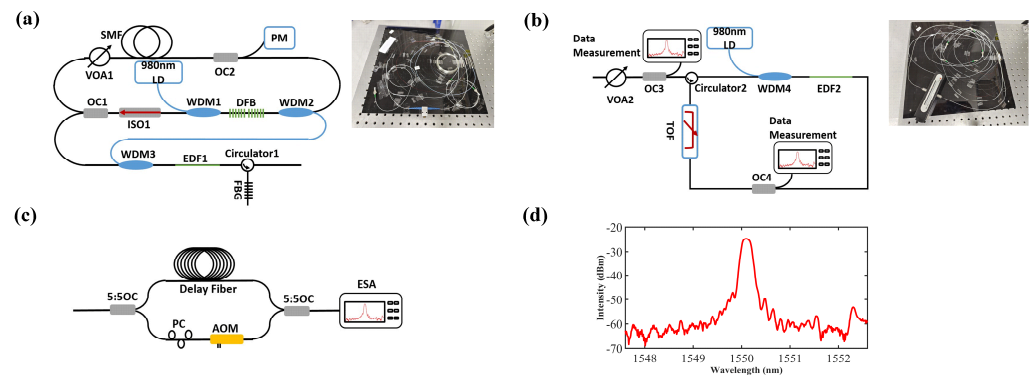 (a)
SMF
PM
VOA1
980nm
LD
OC2
OC1
ISO1
WDM1
DFB
WDM2
WDM3
EDF1
Circulator1
FBG
(b)
Data
Measurement
980nm
LD
VOA2
OC3
Circulator2
WDM4
EDF2
TOF
Data
Measurement
OC4
(c)
Delay Fiber
5:5OC
5:5OC
ESA
PC
AOM
(d)
Intensity (dBm)
-20
-30
-40
-50
-60
-70
1548
1549
1550
1551
1552
Wavelength (nm)